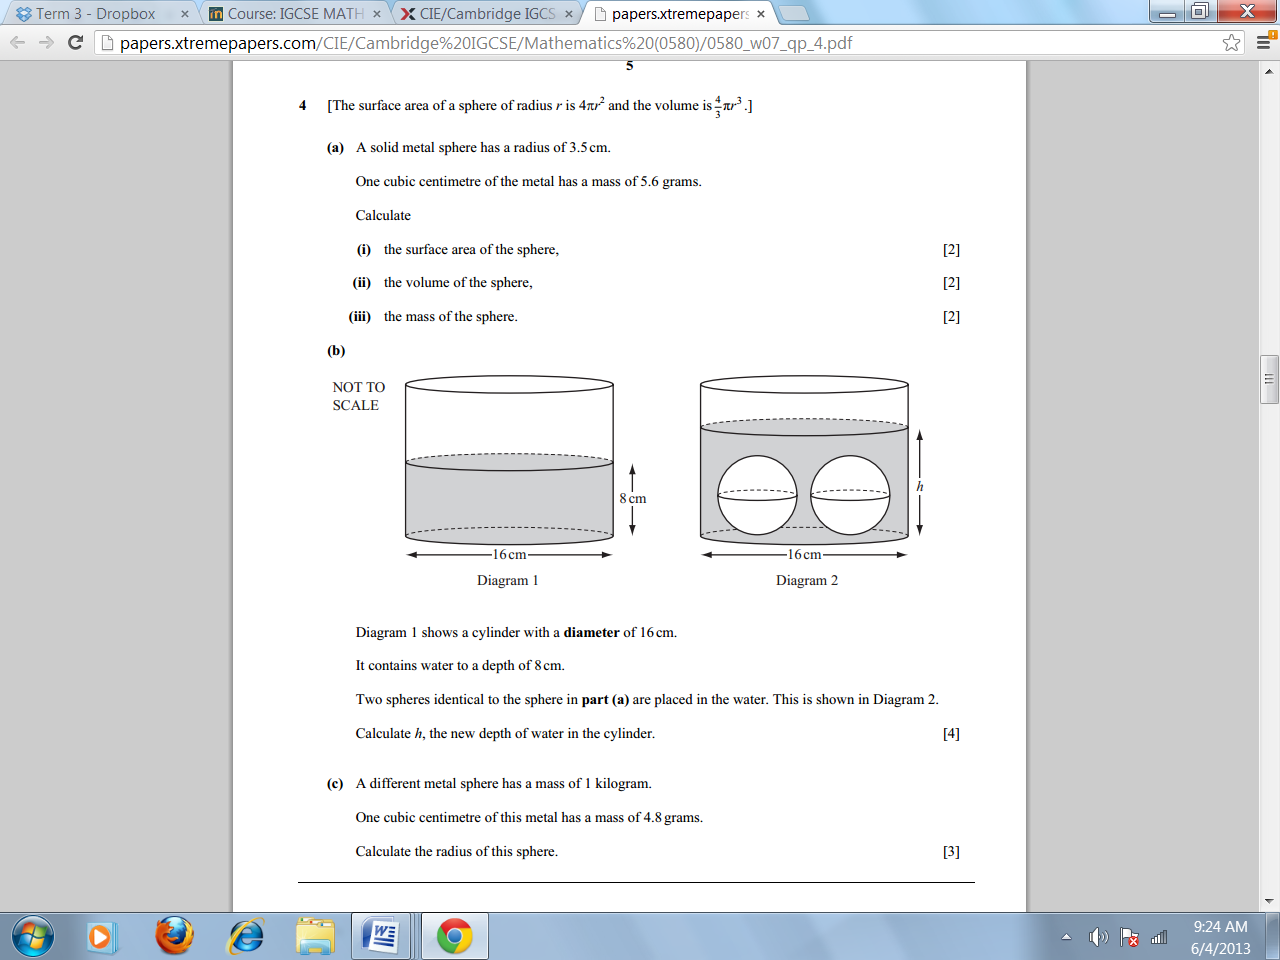 Term 3 - Dropbox
Course: IGCSE MATH
CIE/Cambridge IGCS
papers.xtremepapers
papers.xtremepapers.com/CIE/Cambridge%20IGCSE/Mathematics%20(0580)/0580_w07_qp_4.pdf
5
4 [The surface area of a sphere of radius r is 4πr² and the volume is 4/3 πr³.]
(a) A solid metal sphere has a radius of 3.5 cm.
One cubic centimetre of the metal has a mass of 5.6 grams.
Calculate
(i) the surface area of the sphere, [2]
(ii) the volume of the sphere, [2]
(iii) the mass of the sphere. [2]
(b)
NOT TO
SCALE
8 cm
h
16 cm
16 cm
Diagram 1
Diagram 2
Diagram 1 shows a cylinder with a diameter of 16 cm.
It contains water to a depth of 8 cm.
Two spheres identical to the sphere in part (a) are placed in the water. This is shown in Diagram 2.
Calculate h, the new depth of water in the cylinder. [4]
(c) A different metal sphere has a mass of 1 kilogram.
One cubic centimetre of this metal has a mass of 4.8 grams.
Calculate the radius of this sphere. [3]
9:24 AM
6/4/2013